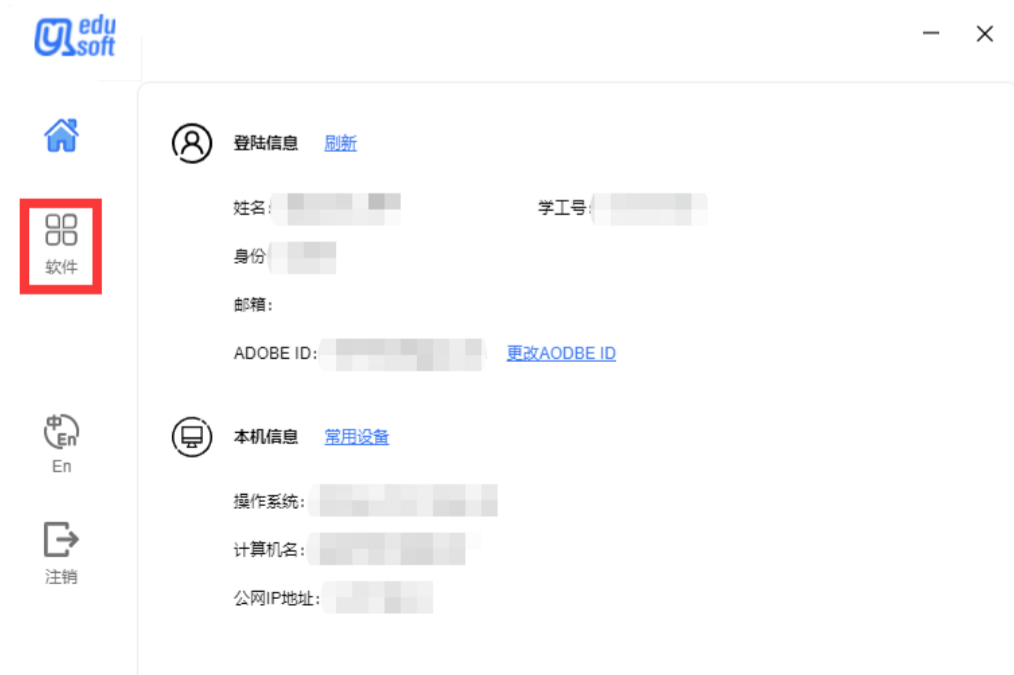 edu
soft
登陆信息 刷新
姓名: 学工号:
软件
身份
邮箱:
ADOBE ID: 更改AODBE ID
中
En
En
本机信息 常用设备
操作系统:
计算机名:
注销
公网IP地址: